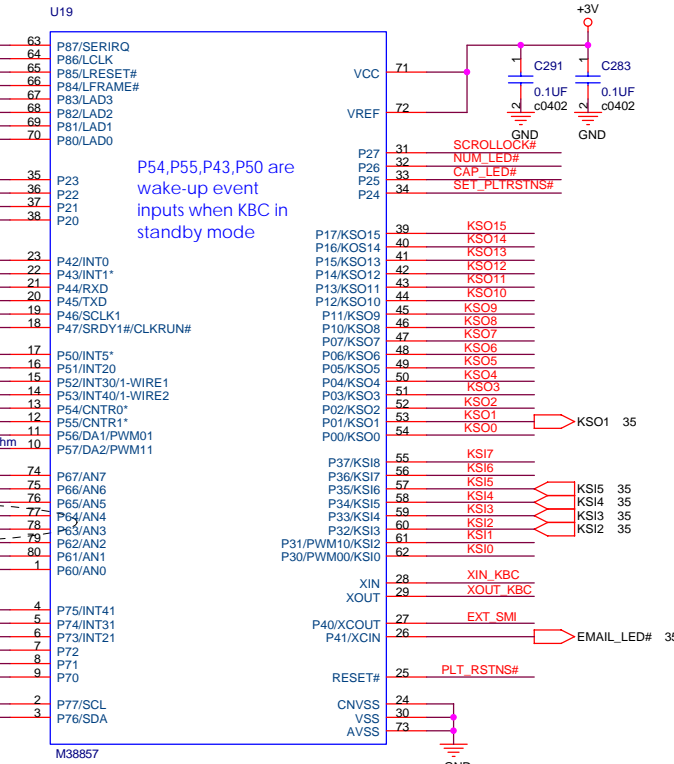 U19
+3V
63 P87/SERIRQ
64 P86/LCLK
65 P85/LRESET#
66 P84/LFRAME#
67 P83/LAD3
68 P82/LAD2
69 P81/LAD1
70 P80/LAD0
35 P23
36 P22
37 P21
38 P20
P54,P55,P43,P50 are
wake-up event
inputs when KBC in
standby mode
23 P42/INT0
22 P43/INT1*
21 P44/RXD
20 P45/TXD
19 P46/SCLK1
18 P47/SRDY1#/CLKRUN#
17 P50/INT5*
16 P51/INT20
15 P52/INT30/1-WIRE1
14 P53/INT40/1-WIRE2
13 P54/CNTR0*
12 P55/CNTR1*
11 P56/DA1/PWM01
hm 10 P57/DA2/PWM11
74 P67/AN7
75 P66/AN6
76 P65/AN5
77 P64/AN4
78 P63/AN3
79 P62/AN2
80 P61/AN1
1 P60/AN0
4 P75/INT41
5 P74/INT31
6 P73/INT21
7 P72
8 P71
9 P70
2 P77/SCL
3 P76/SDA
M38857
VCC 71
VREF 72
1 C291
0.1UF
2 c0402
GND
1 C283
0.1UF
2 c0402
GND
P27 31 SCROLLOCK#
P26 32 NUM_LED#
P25 33 CAP_LED#
P24 34 SET_PLTRSTNS#
P17/KSO15 39 KSO15
P16/KOS14 40 KSO14
P15/KSO13 41 KSO13
P14/KSO12 42 KSO12
P13/KSO11 43 KSO11
P12/KSO10 44 KSO10
P11/KSO9 45 KSO9
P10/KSO8 46 KSO8
P07/KSO7 47 KSO7
P06/KSO6 48 KSO6
P05/KSO5 49 KSO5
P04/KSO4 50 KSO4
P03/KSO3 51 KSO3
P02/KSO2 52 KSO2
P01/KSO1 53 KSO1 KSO1 35
P00/KSO0 54 KSO0
P37/KSI8 55 KSI7
P36/KSI7 56 KSI6
P35/KSI6 57 KSI5 KSI5 35
P34/KSI5 58 KSI4 KSI4 35
P33/KSI4 59 KSI3 KSI3 35
P32/KSI3 60 KSI2 KSI2 35
P31/PWM10/KSI2 61 KSI1
P30/PWM00/KSI0 62 KSI0
XIN 28 XIN_KBC
XOUT 29 XOUT_KBC
P40/XCOUT 27 EXT_SMI
P41/XCIN 26 EMAIL_LED# 35
RESET# 25 PLT_RSTNS#
CNVSS 24
VSS 30
AVSS 73
GND